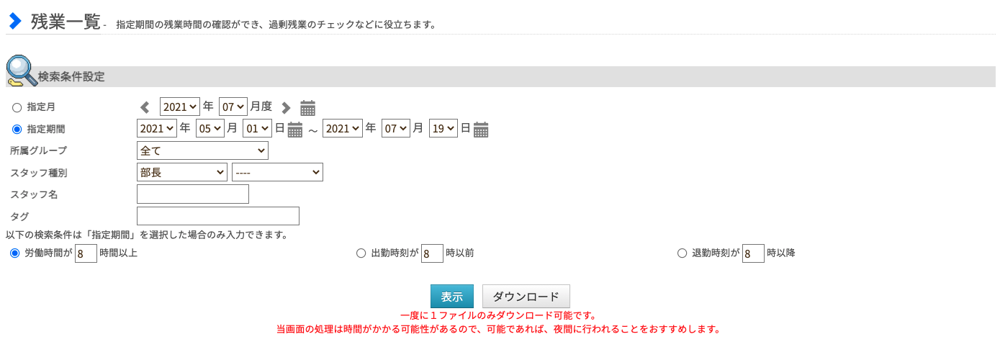 残業一覧 - 指定期間の残業時間の確認ができ、過剰残業のチェックなどに役立ちます。
検索条件設定
指定月 2021 年 07 月度
指定期間 2021 年 05 月 01 日 ～ 2021 年 07 月 19 日
所属グループ 全て
スタッフ種別 部長 ----
スタッフ名
タグ
以下の検索条件は「指定期間」を選択した場合のみ入力できます。
労働時間が 8 時間以上 出勤時刻が 8 時以前 退勤時刻が 8 時以降
表示 ダウンロード
一度に１ファイルのみダウンロード可能です。
当画面の処理は時間がかかる可能性があるので、可能であれば、夜間に行われることをおすすめします。